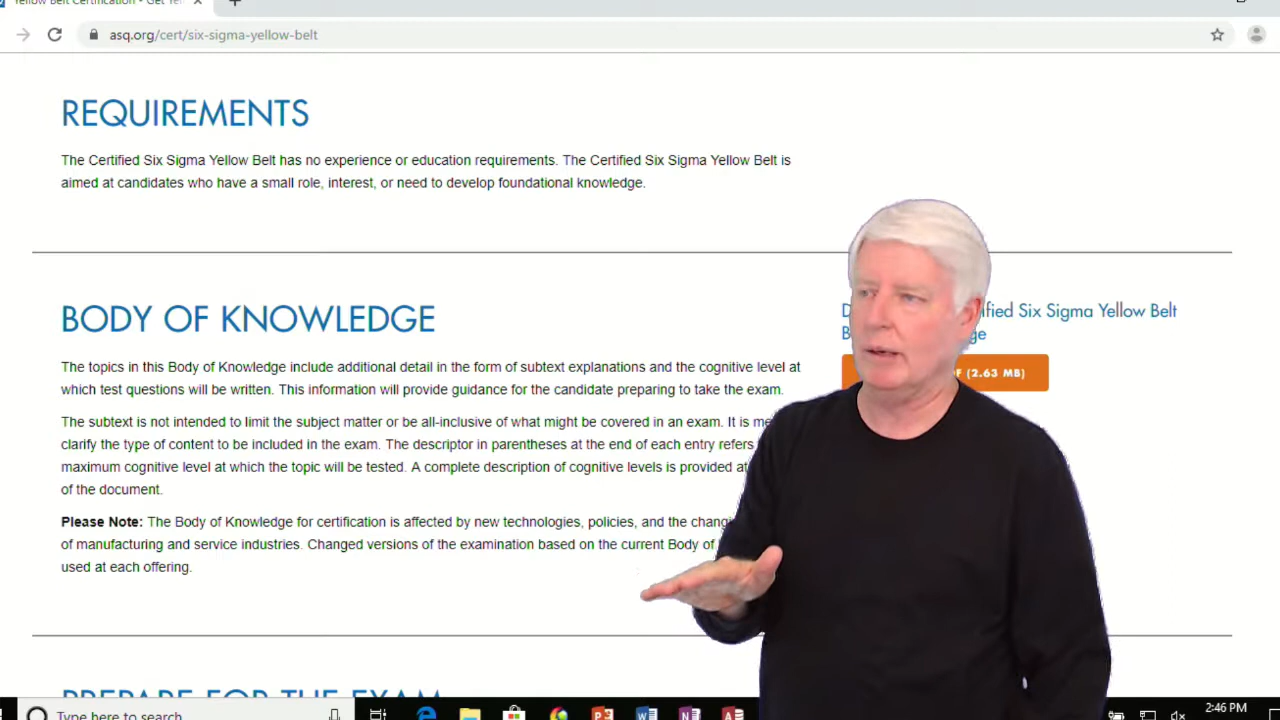 Yellow Belt Certification - Get
asq.org/cert/six-sigma-yellow-belt
REQUIREMENTS
The Certified Six Sigma Yellow Belt has no experience or education requirements. The Certified Six Sigma Yellow Belt is
aimed at candidates who have a small role, interest, or need to develop foundational knowledge.
BODY OF KNOWLEDGE
Six Sigma Yellow Belt
(2.63 MB)
The topics in this Body of Knowledge include additional detail in the form of subtext explanations and the cognitive level at
which test questions will be written. This information will provide guidance for the candidate preparing to take the exam.
The subtext is not intended to limit the subject matter or be all-inclusive of what might be covered in an exam. It is
clarify the type of content to be included in the exam. The descriptor in parentheses at the end of each entry refers
maximum cognitive level at which the topic will be tested. A complete description of cognitive levels is provided at
of the document.
Please Note: The Body of Knowledge for certification is affected by new technologies, policies, and the
of manufacturing and service industries. Changed versions of the examination based on the current Body of
used at each offering.
PREPARE FOR THE EXAM
Type here to search
2:46 PM